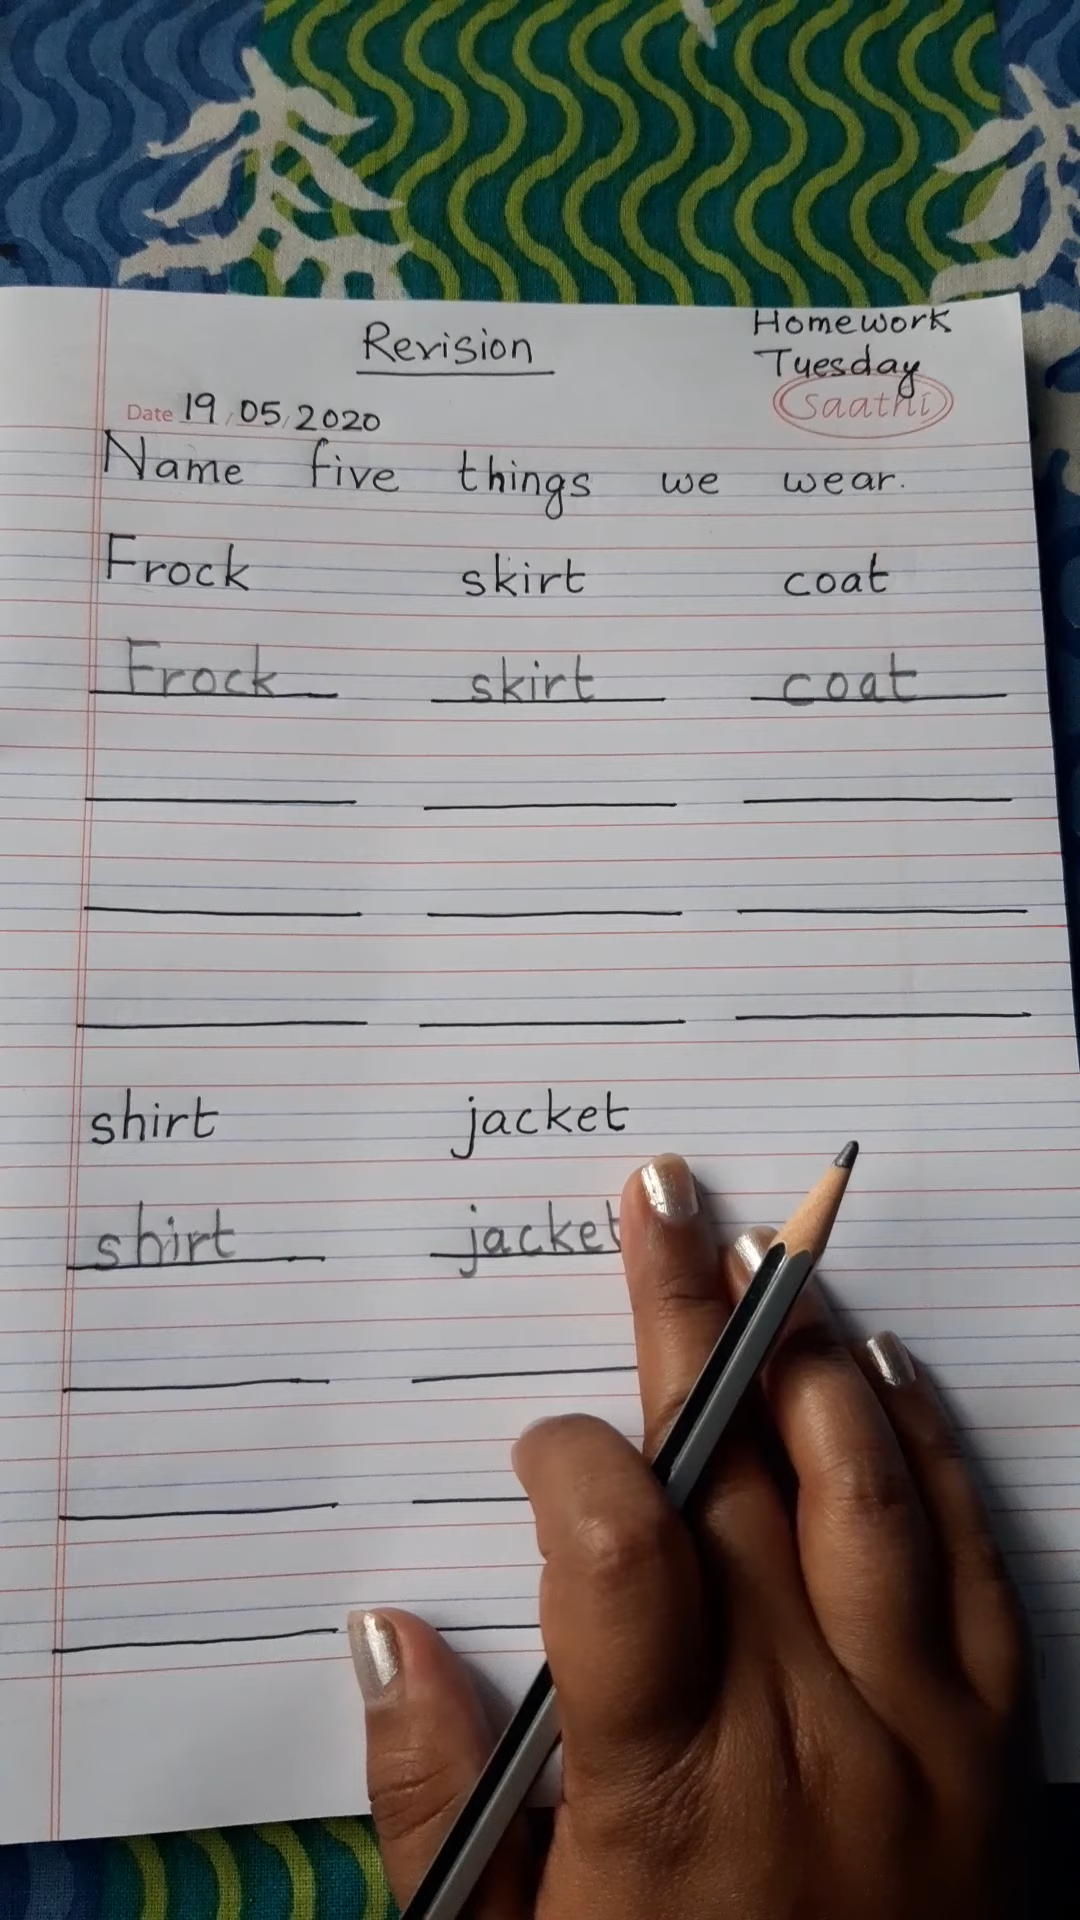 Revision
Homework
Tuesday
Saathi
Date 19/05/2020
Name five things we wear.
Frock skirt coat
Frock skirt coat
shirt jacket
shirt jacket